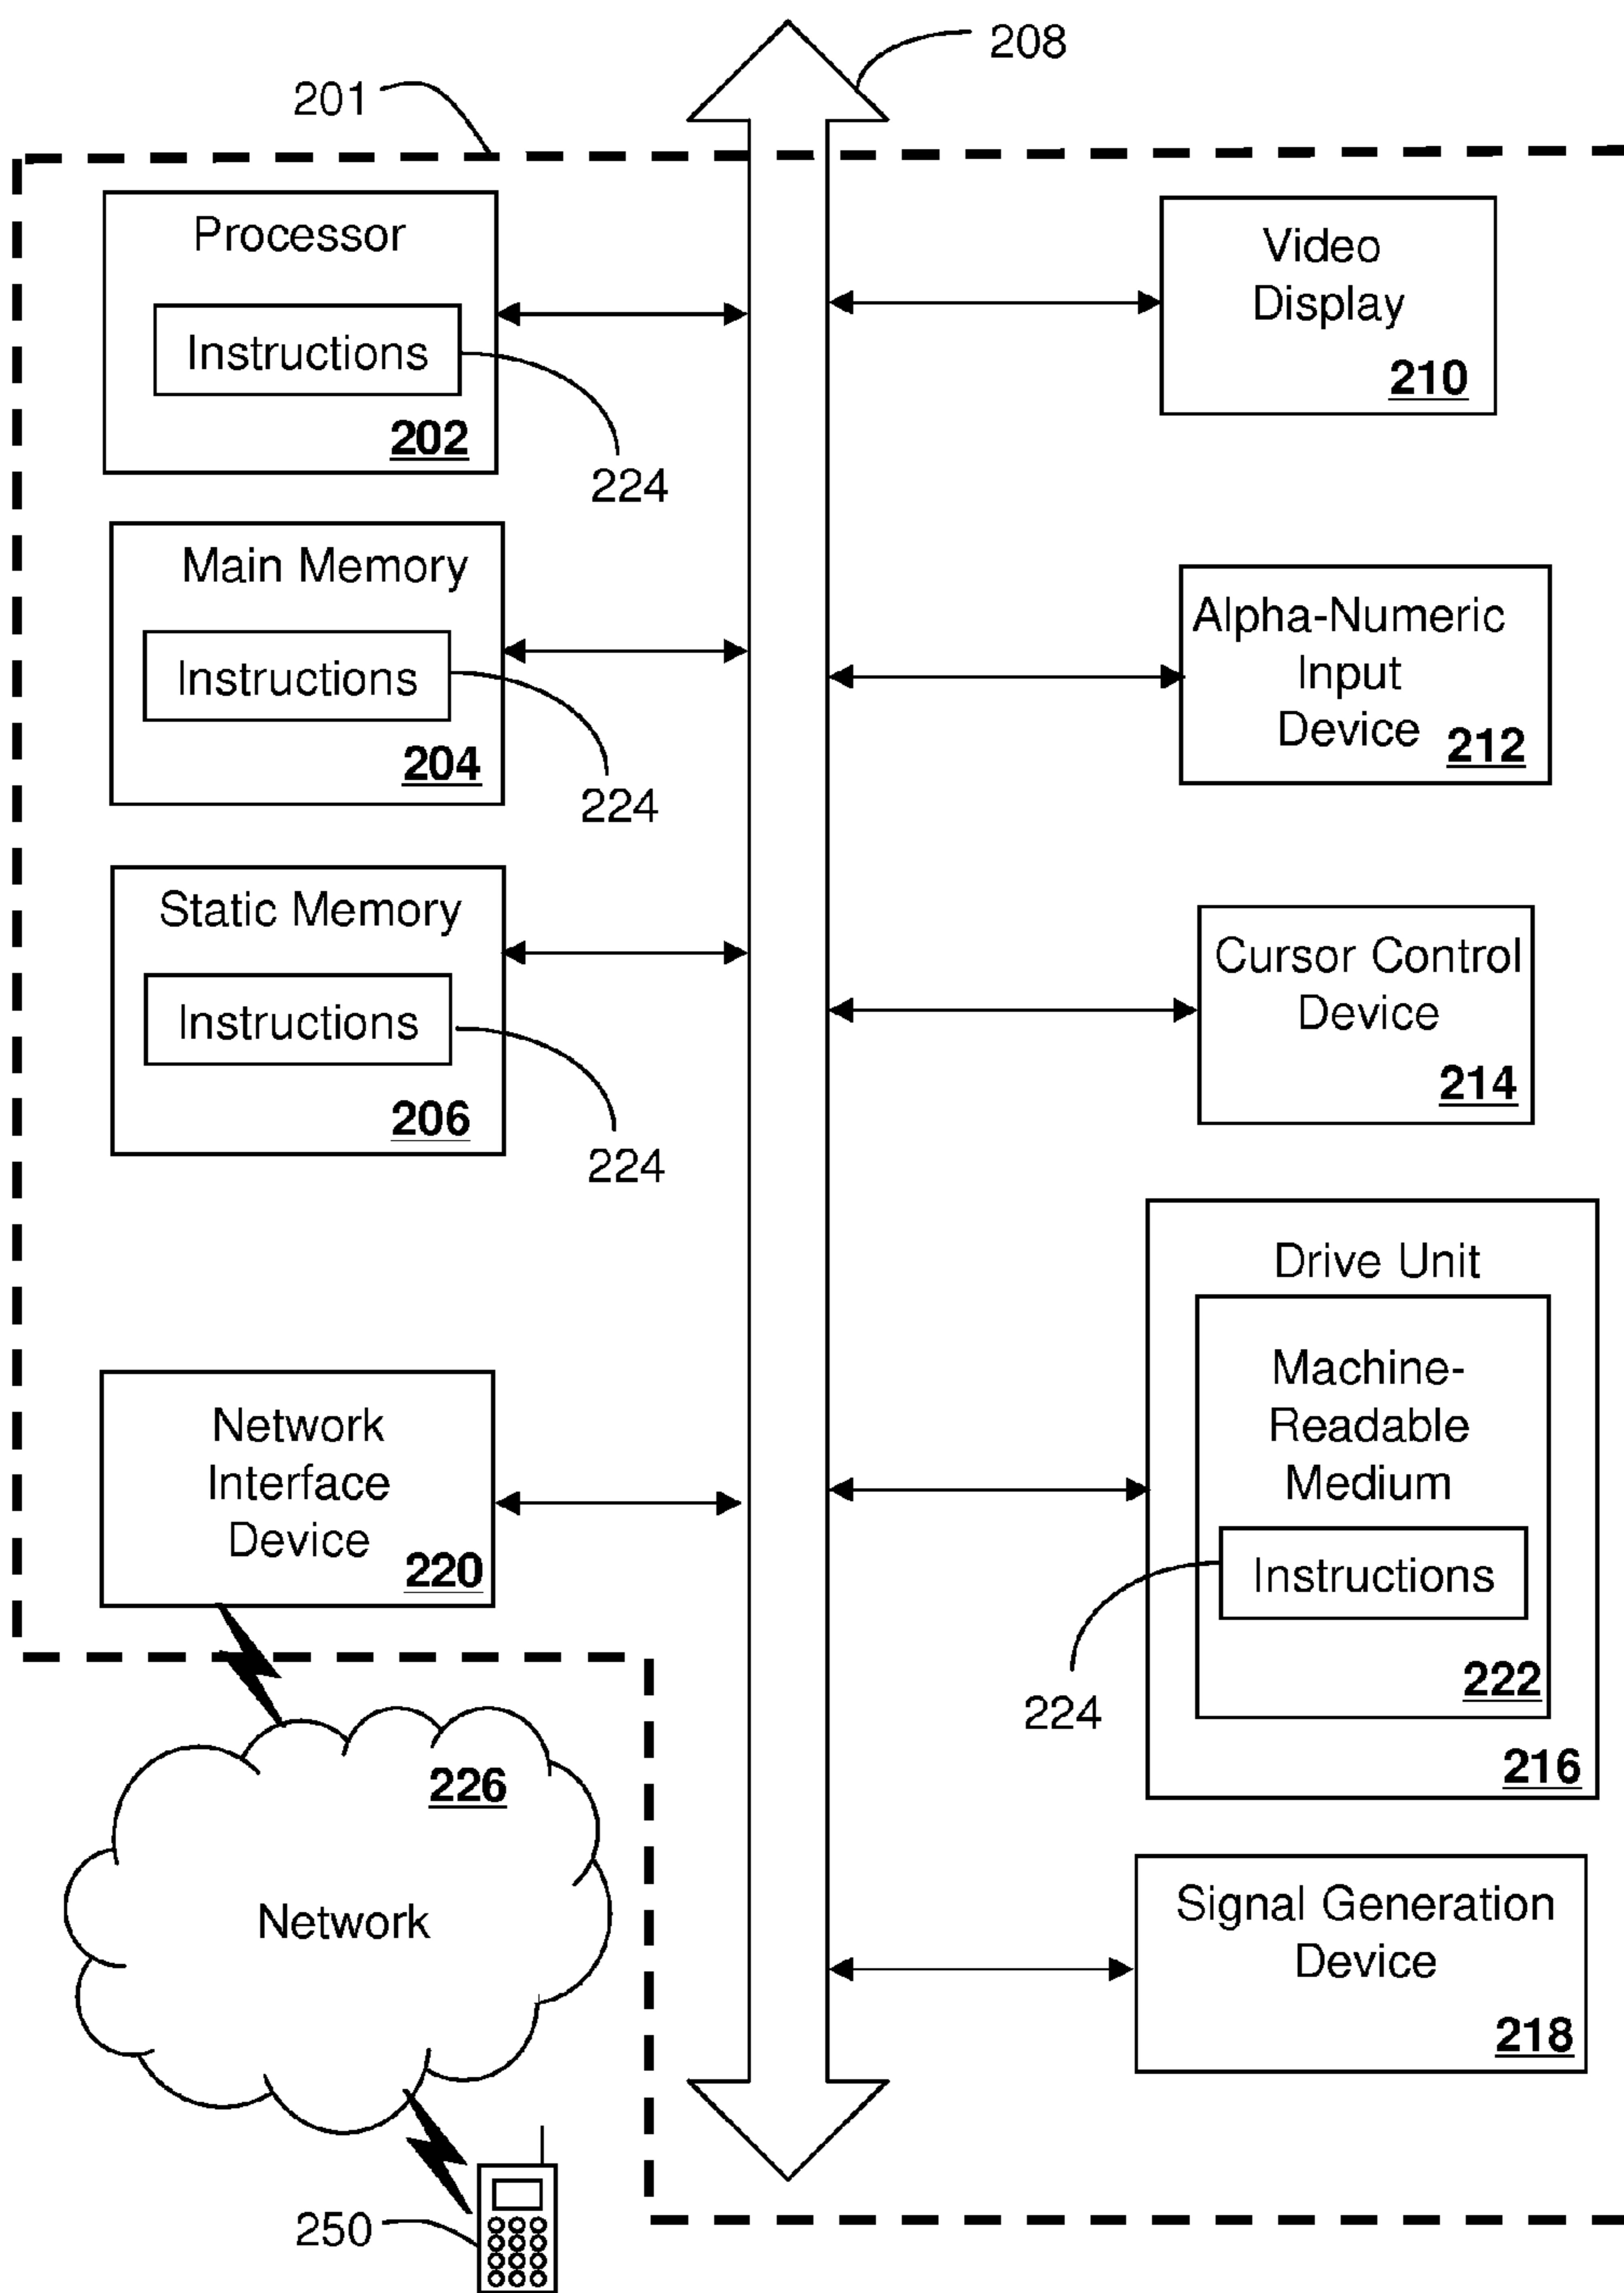 208
201
Processor
Instructions
202
224
Main Memory
Instructions
204
224
Static Memory
Instructions
206
224
Network
Interface
Device
220
226
Network
250
Video
Display
210
Alpha-Numeric
Input
Device 212
Cursor Control
Device
214
Drive Unit
Machine-
Readable
Medium
Instructions
222
224
216
Signal Generation
Device
218